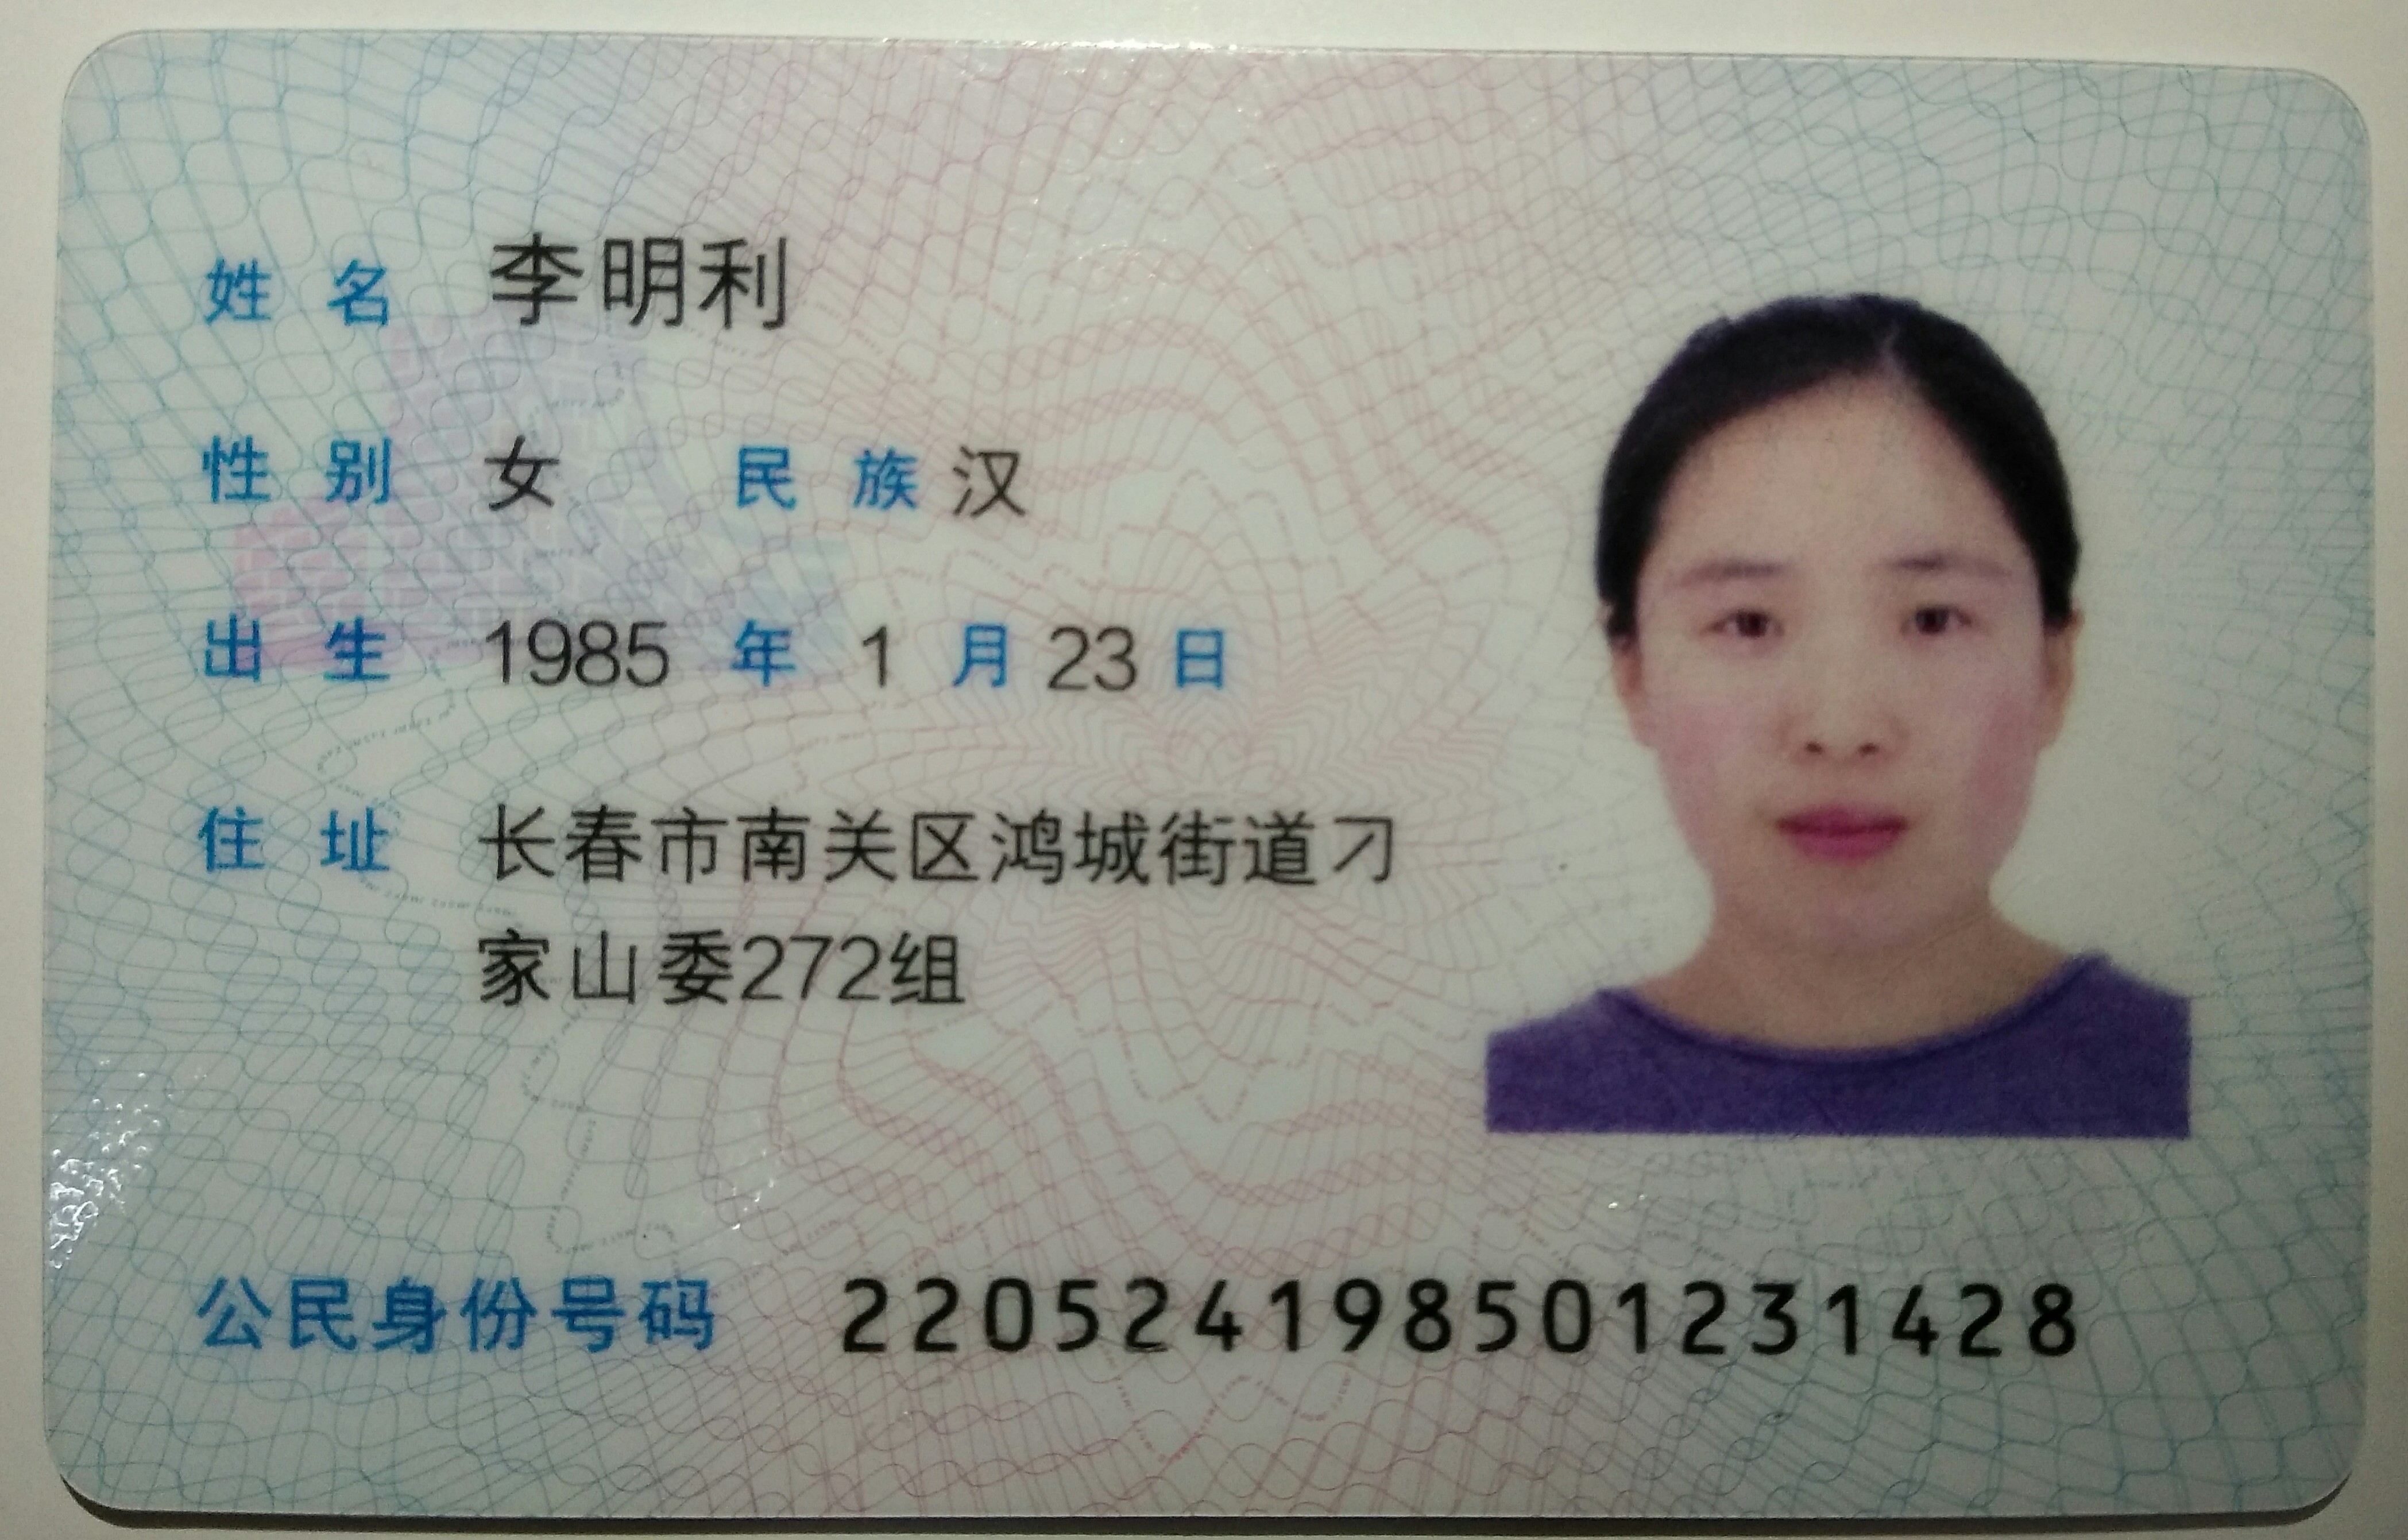 姓名 李明利
性别 女 民族 汉
出生 1985 年 1 月 23 日
住址 长春市南关区鸿城街道刁
家山委272组
公民身份号码 220524198501231428